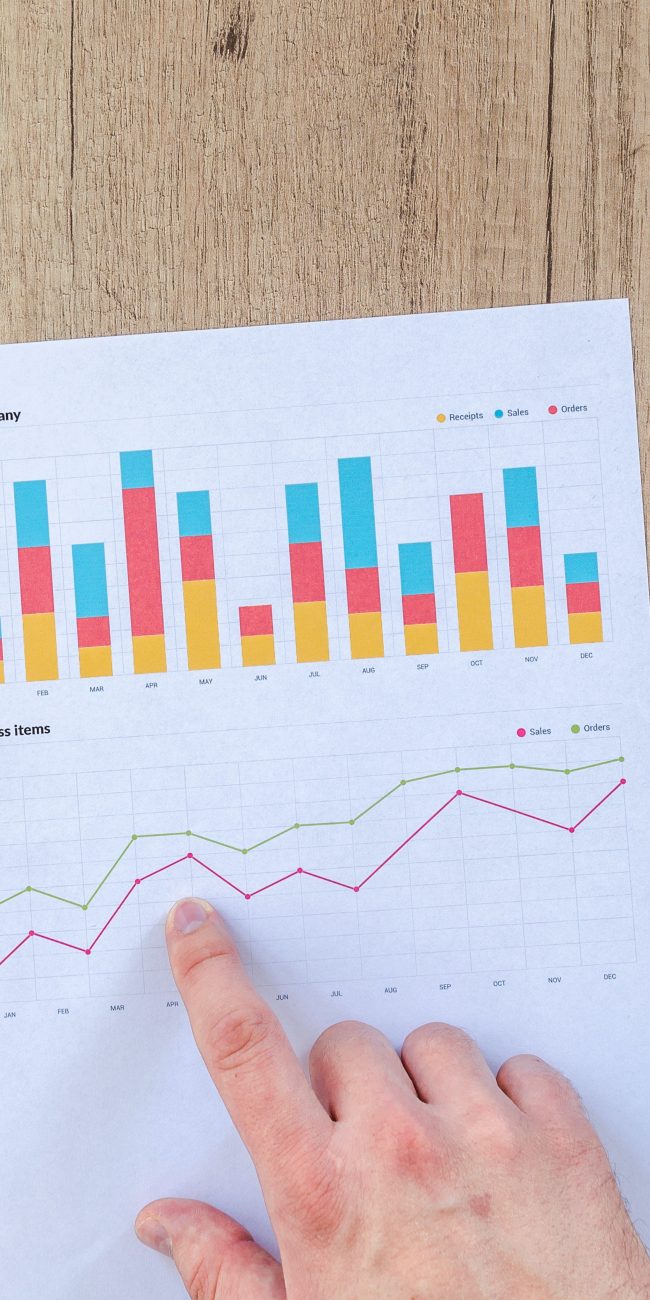 any
Receipts Sales Orders
FEB MAR APR MAY JUN JUL AUG SEP OCT NOV DEC
ss items
Sales Orders
JAN FEB MAR APR JUN JUL AUG SEP OCT NOV DEC